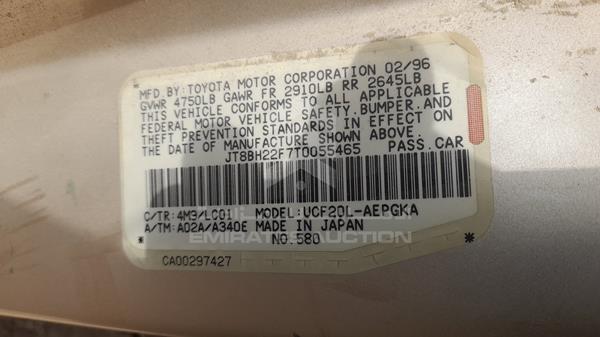 MFD.BY:TOYOTA MOTOR CORPORATION 02/96
GVWR 4750LB GAWR FR 2910LB RR 2645LB
THIS VEHICLE CONFORMS TO ALL APPLICABLE
FEDERAL MOTOR VEHICLE SAFETY,BUMPER,AND
THEFT PREVENTION STANDARDS IN EFFECT ON
THE DATE OF MANUFACTURE SHOWN ABOVE.
JT8BH22F7T0055465 PASS.CAR
C/TR:4M9/LC01 MODEL:UCF20L-AEPGKA
A/TM:A02A/A340E MADE IN JAPAN
* NO.580 *
CA00297427
EMIRATES AUCTION